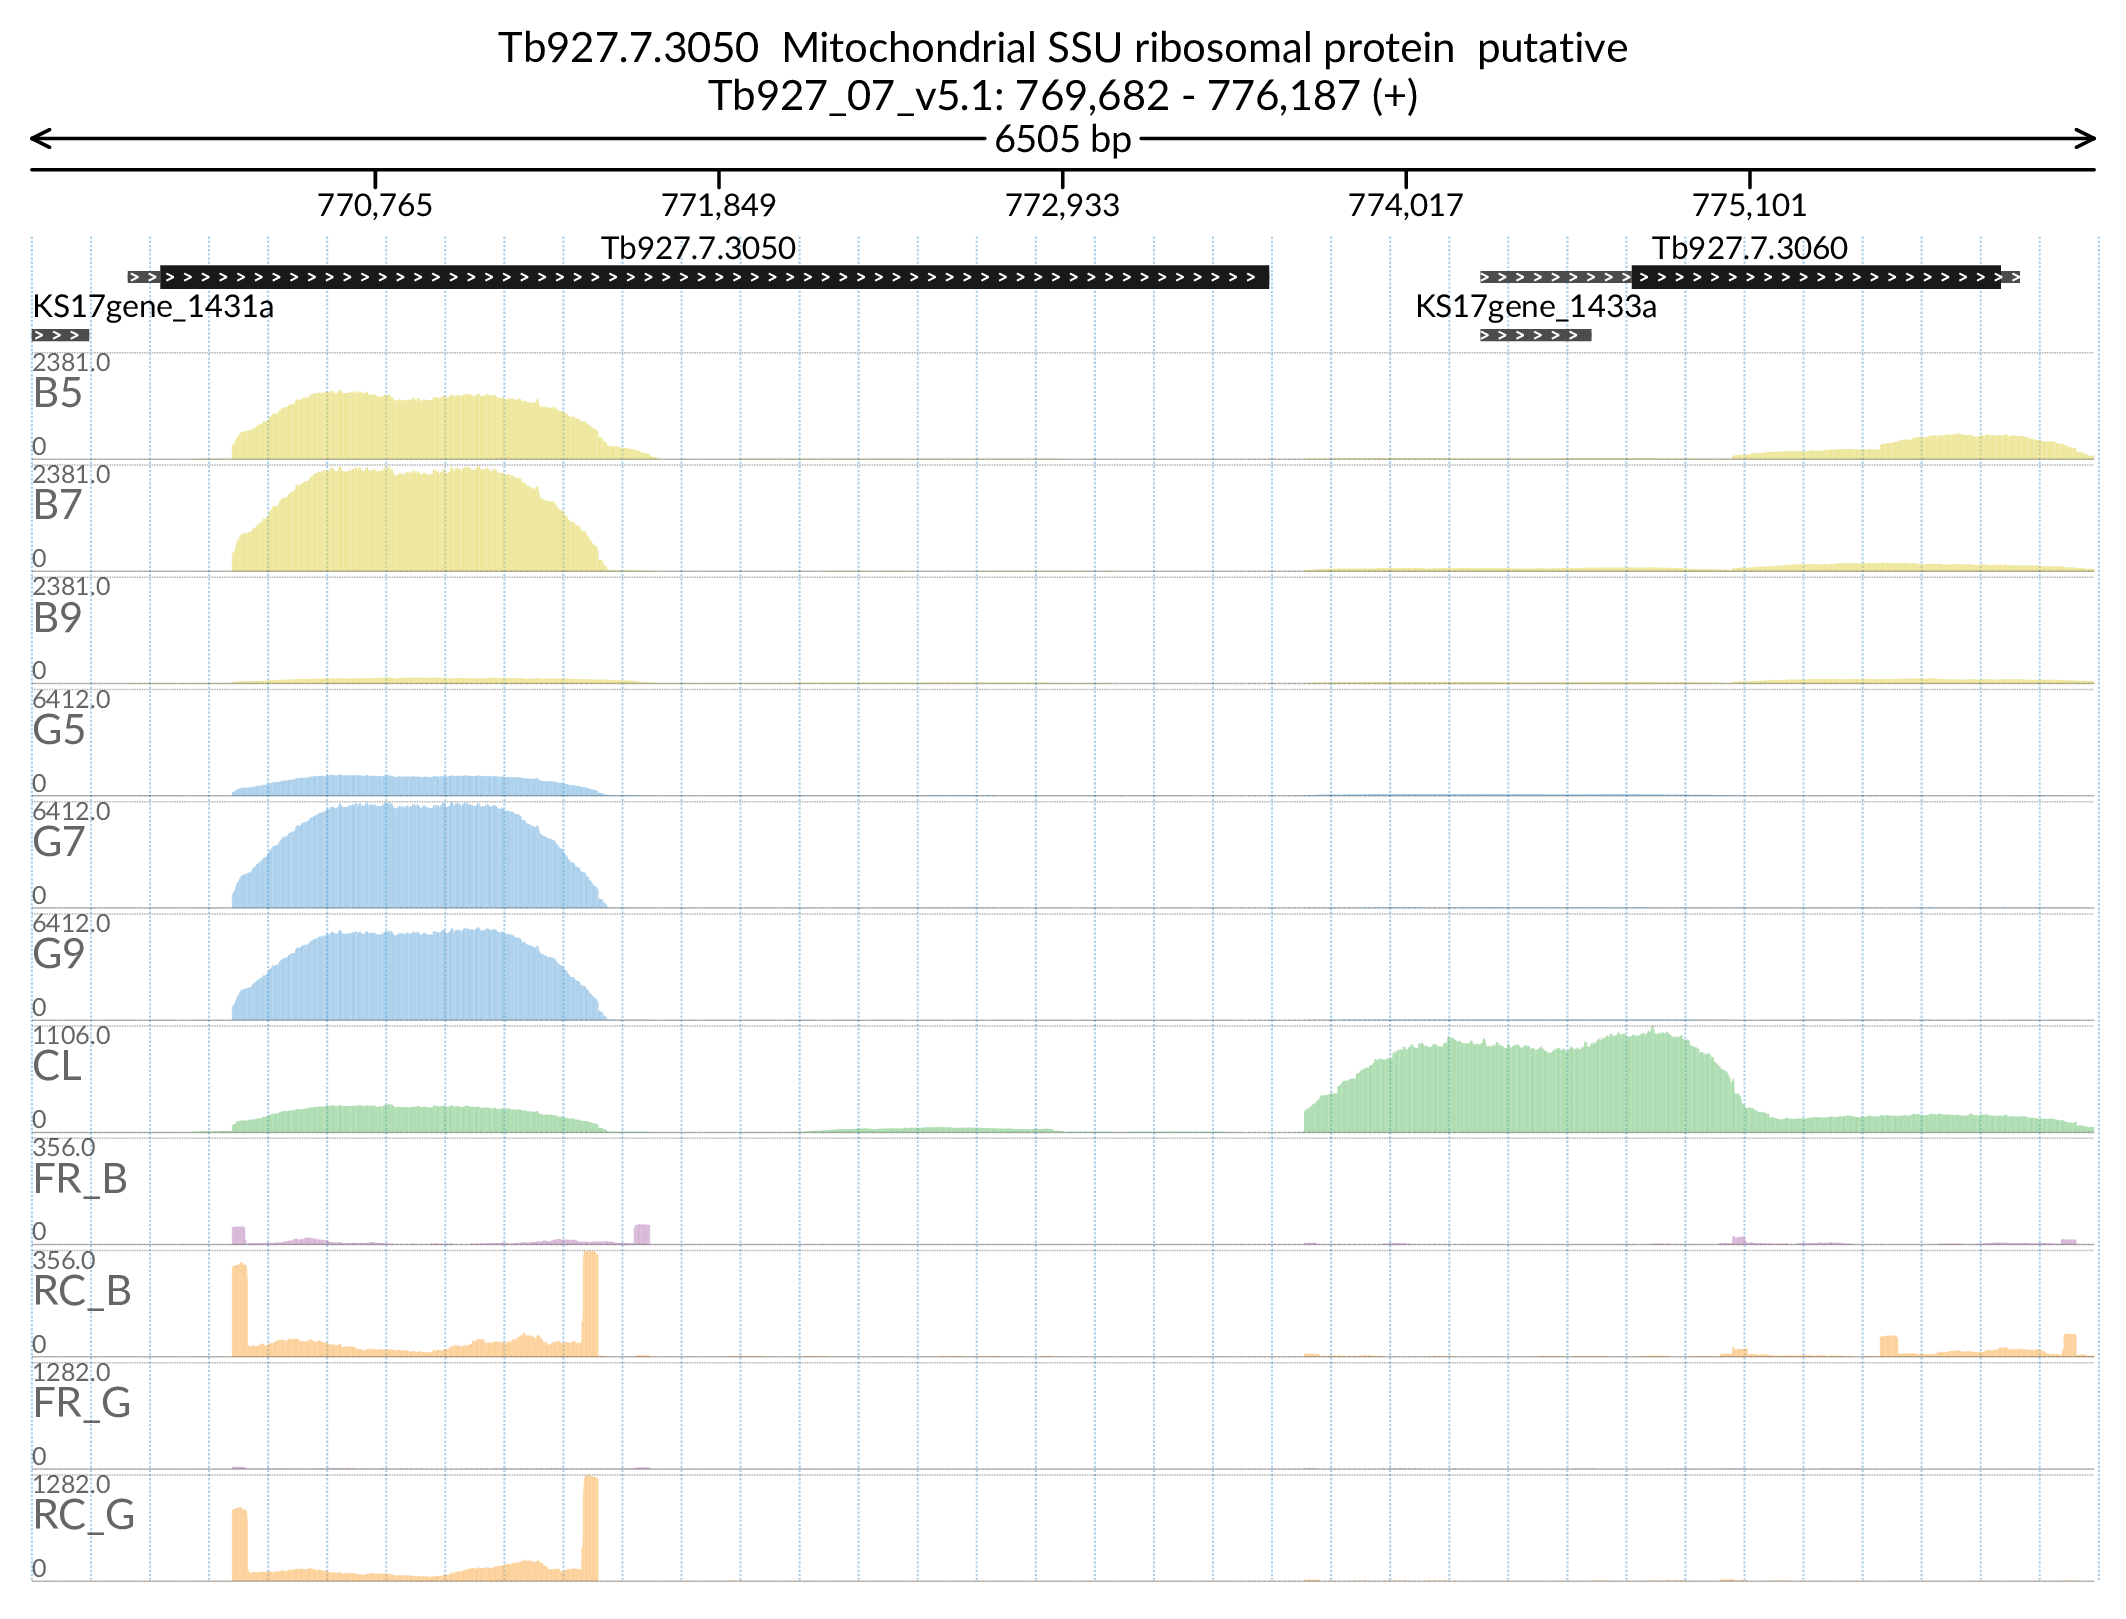 Tb927.7.3050  Mitochondrial SSU ribosomal protein  putative
Tb927_07_v5.1: 769,682 - 776,187 (+)
6505 bp
770,765 771,849 772,933 774,017 775,101
Tb927.7.3050 Tb927.7.3060
KS17gene_1431a KS17gene_1433a
2381.0
B5
0
2381.0
B7
0
2381.0
B9
0
6412.0
G5
0
6412.0
G7
0
6412.0
G9
0
1106.0
CL
0
356.0
FR_B
0
356.0
RC_B
0
1282.0
FR_G
0
1282.0
RC_G
0